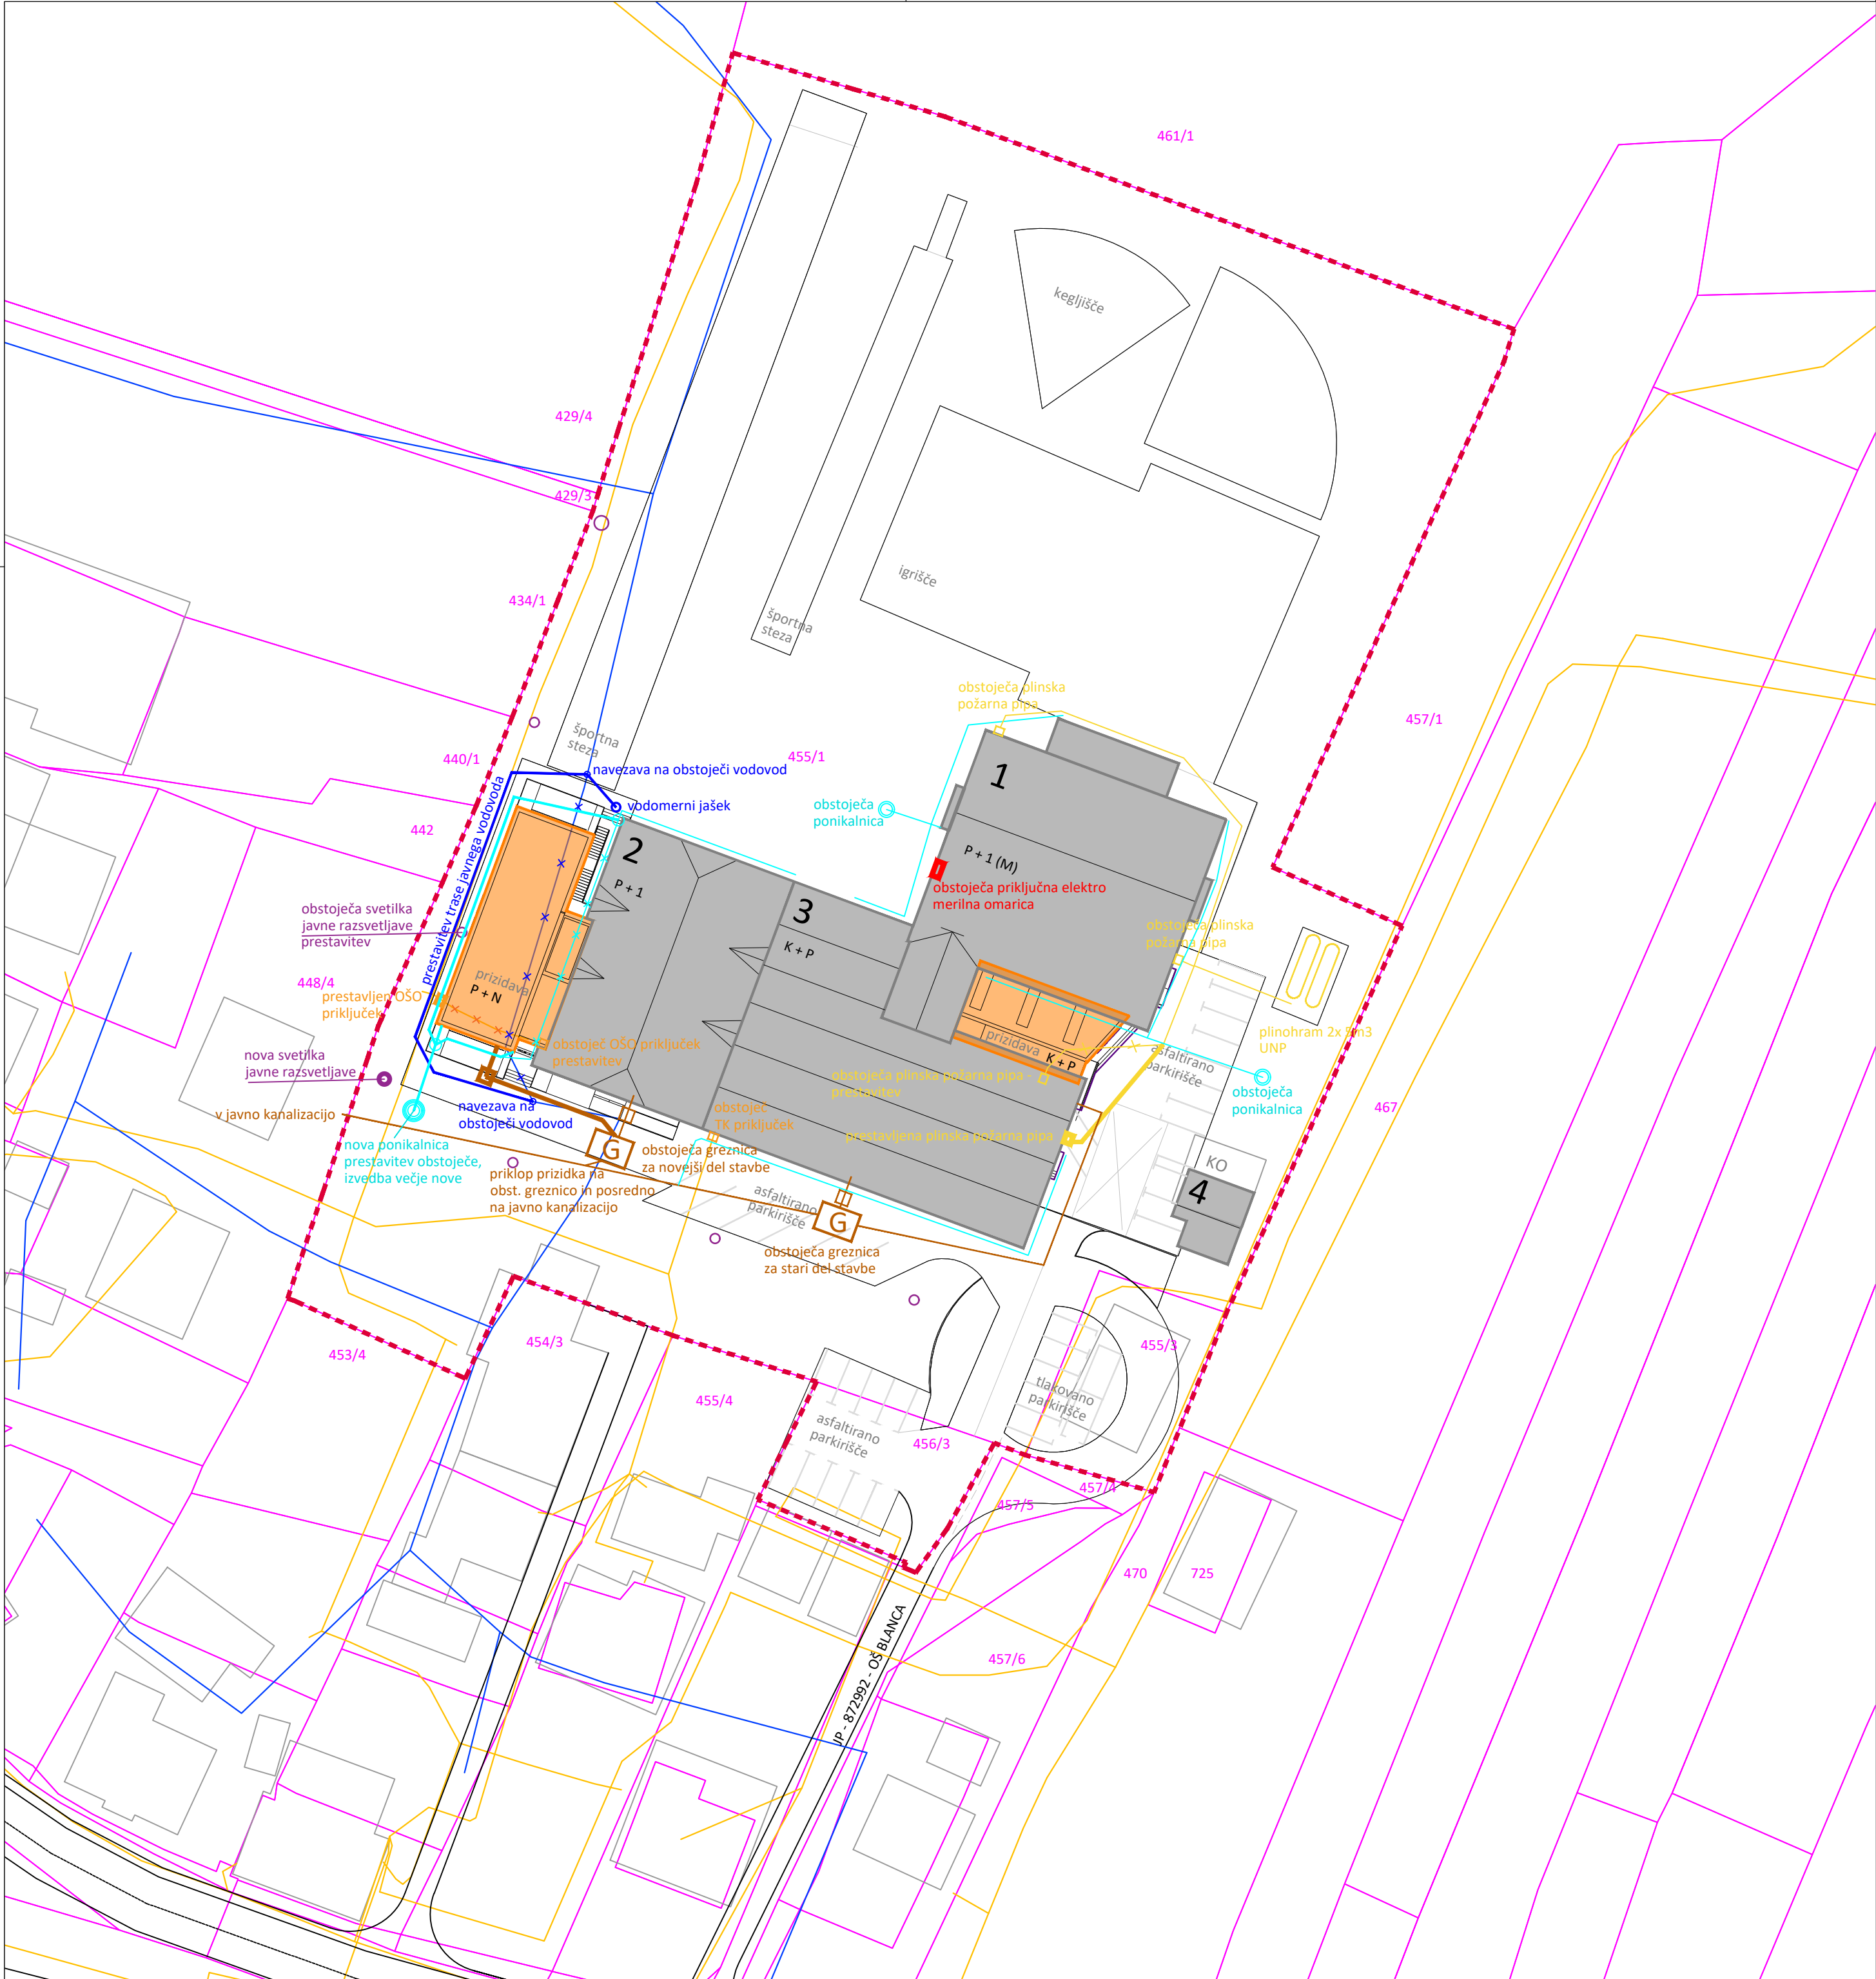 461/1
kegljišče
429/4
429/3
igrišče
434/1
športna
steza
obstoječa plinska
požarna pipa
457/1
športna
steza
455/1
440/1
navezava na obstoječi vodovod
vodomerni jašek
1
obstoječa
ponikalnica
442
2
P + 1
P + 1 (M)
obstoječa priključna elektro
merilna omarica
3
K + P
prestavitev trase javnega vodovoda
obstoječa svetilka
javne razsvetljave
prestavitev
obstoječa plinska
požarna pipa
448/4
prizidava
P + N
prestavljen OŠO
priključek
plinohram 2x 5m3
UNP
obstoječ OŠO priključek
prestavitev
prizidava
K + P
asfaltirano
parkirišče
nova svetilka
javne razsvetljave
obstoječa plinska požarna pipa -
prestavitev
obstoječa
ponikalnica
467
v javno kanalizacijo
navezava na
obstoječi vodovod
obstoječ
TK priključek
prestavljena plinska požarna pipa
nova ponikalnica
prestavitev obstoječe,
izvedba večje nove
G
obstoječa greznica
za novejši del stavbe
priklop prizidka na
obst. greznico in posredno
na javno kanalizacijo
KO
4
asfaltirano
parkirišče
G
obstoječa greznica
za stari del stavbe
453/4
454/3
455/3
455/4
tlakovano
parkirišče
asfaltirano
parkirišče
456/3
457/4
457/5
470
725
457/6
JP - 872992 - OŠ BLANCA